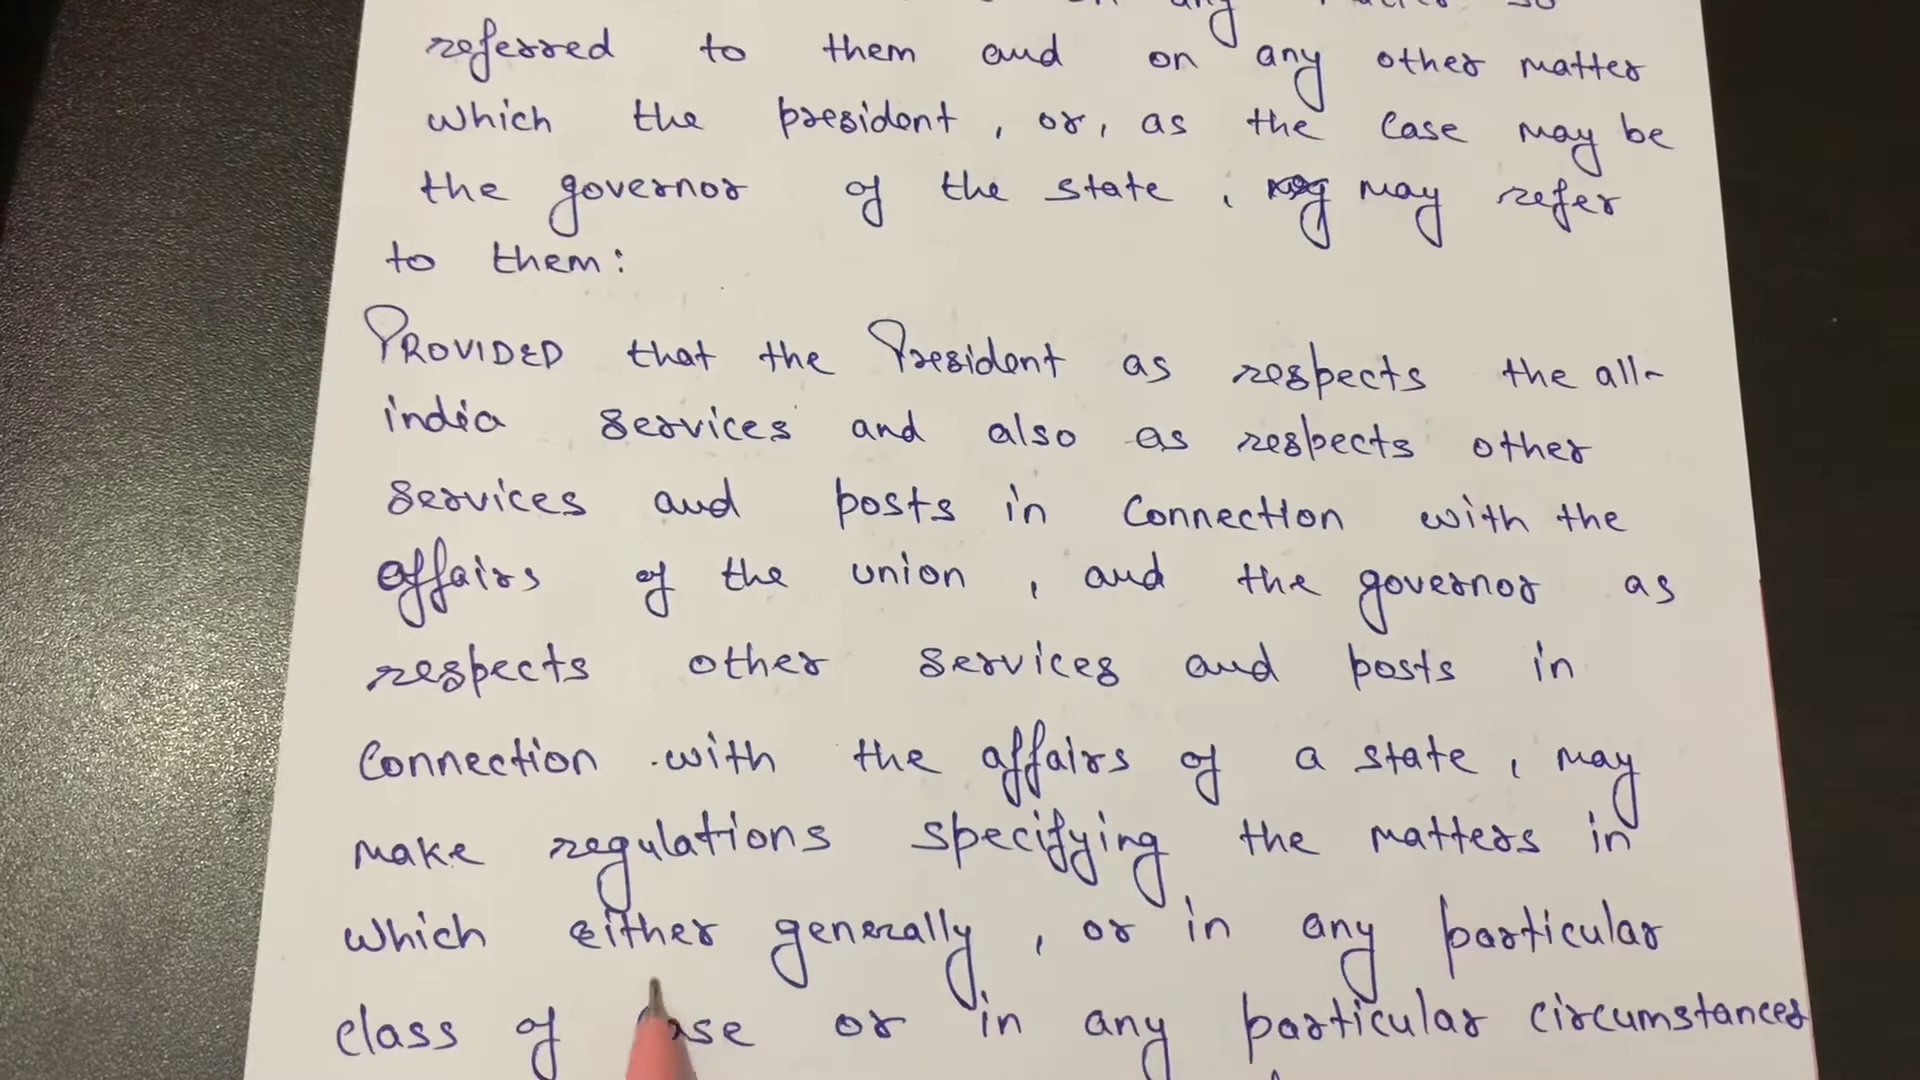 any
referred to them and on any other matter
which the president, or, as the case may be
the governor of the state, may refer
to them:
PROVIDED that the President as respects the all-
india services and also as respects other
services and posts in connection with the
affairs of the union, and the governor as
respects other services and posts in
connection with the affairs of a state, may
make regulations specifying the matters in
which either generally, or in any particular
class of or in any particular circumstances